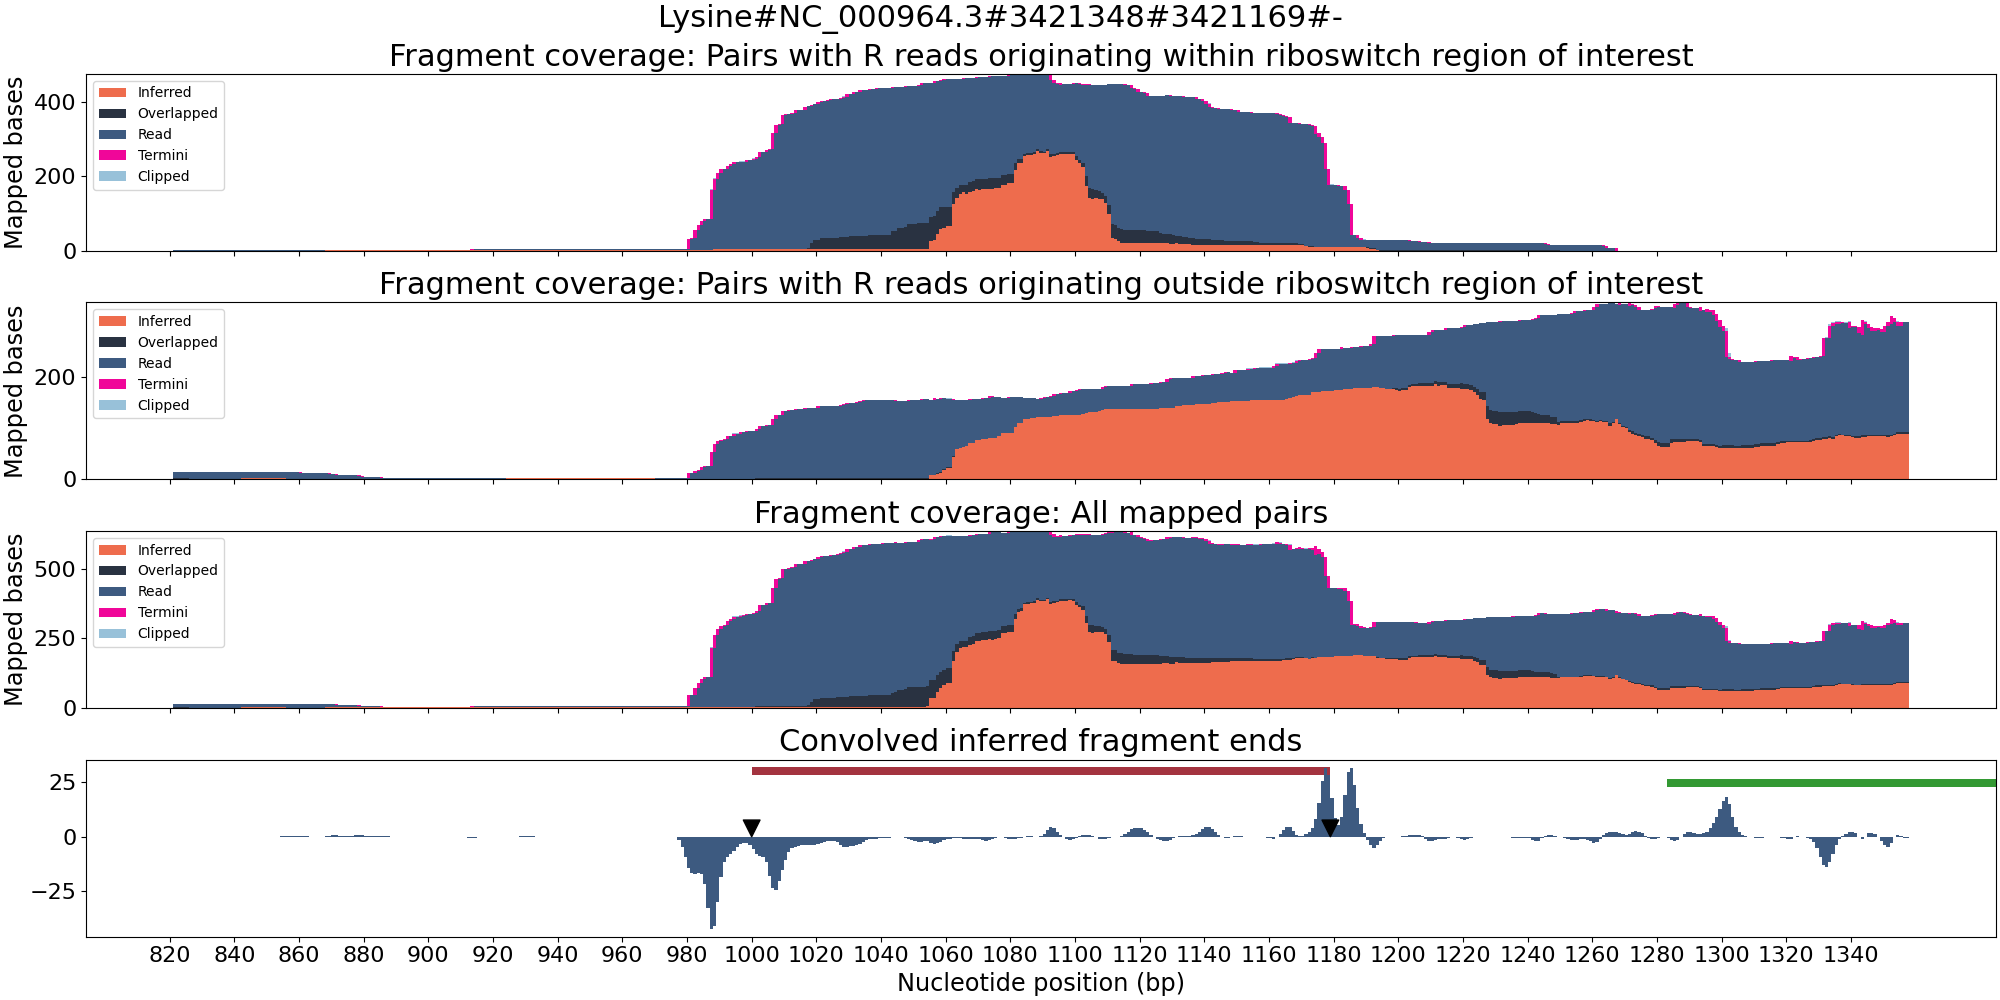 Lysine#NC_000964.3#3421348#3421169#-
Fragment coverage: Pairs with R reads originating within riboswitch region of interest
Mapped bases
400
200
0
Inferred
Overlapped
Read
Termini
Clipped
Fragment coverage: Pairs with R reads originating outside riboswitch region of interest
Mapped bases
200
0
Inferred
Overlapped
Read
Termini
Clipped
Fragment coverage: All mapped pairs
Mapped bases
500
250
0
Inferred
Overlapped
Read
Termini
Clipped
Convolved inferred fragment ends
25
0
−25
820 840 860 880 900 920 940 960 980 1000 1020 1040 1060 1080 1100 1120 1140 1160 1180 1200 1220 1240 1260 1280 1300 1320 1340
Nucleotide position (bp)